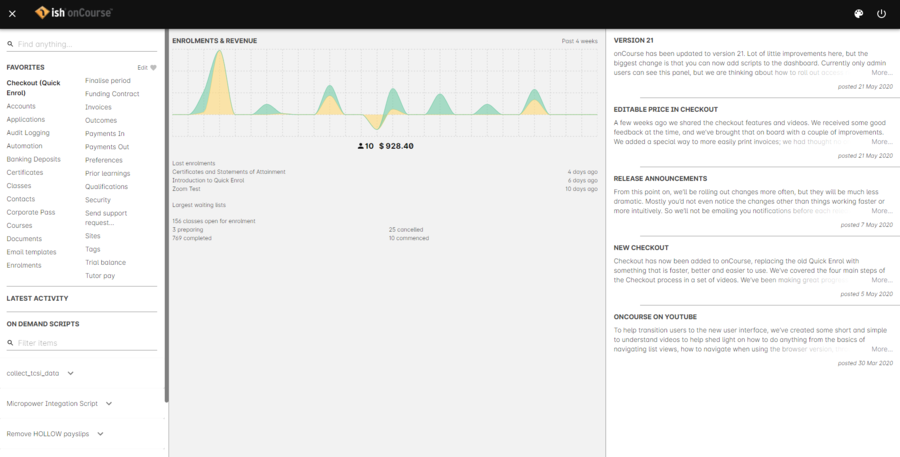 ish onCourse
Find anything...
FAVORITES
Edit
Checkout (Quick
Enrol)
Accounts
Applications
Audit Logging
Automation
Banking Deposits
Certificates
Classes
Contacts
Corporate Pass
Courses
Documents
Email templates
Enrolments
Finalise period
Funding Contract
Invoices
Outcomes
Payments In
Payments Out
Preferences
Prior learnings
Qualifications
Security
Send support
request...
Sites
Tags
Trial balance
Tutor pay
LATEST ACTIVITY
ON DEMAND SCRIPTS
Filter items
collect_tcsi_data
Micropower Integation Script
Remove HOLLOW payslips
ENROLMENTS & REVENUE
Past 4 weeks
10 $ 928.40
Last enrolments
Certificates and Statements of Attainment 4 days ago
Introduction to Quick Enrol 6 days ago
Zoom Test 10 days ago
Largest waiting lists
156 classes open for enrolment
3 preparing 23 cancelled
769 completed 10 commenced
VERSION 21
onCourse has been updated to version 21. Lot of little improvements here, but the
biggest change is that you can now add scripts to the dashboard. Currently only admin
users can see this panel, but we are thinking about how to roll out More...
posted 21 May 2020
EDITABLE PRICE IN CHECKOUT
A few weeks ago we shared the checkout features and videos. We received some good
feedback at the time, and we've brought that on board with a couple of improvements.
We added a special way to more easily print invoices; we had thought More...
posted 21 May 2020
RELEASE ANNOUNCEMENTS
From this point on, we'll be rolling out changes more often, but they will be much less
dramatic. Mostly you'd not even notice the changes other than things working faster
or more intuitively. So we'll not be emailing you notifications before each More...
posted 7 May 2020
NEW CHECKOUT
Checkout has now been added to onCourse, replacing the old Quick Enrol with
something that is faster, better and easier to use. We've covered the four main steps
of the Checkout process in a set of videos. We've been making great More...
posted 5 May 2020
ONCOURSE ON YOUTUBE
To help transition users to the new user interface, we've created some short and simple
to understand videos to help shed light on how to do anything from the basics of
navigating list views, how to navigate when using the browser version, More...
posted 30 Mar 2020